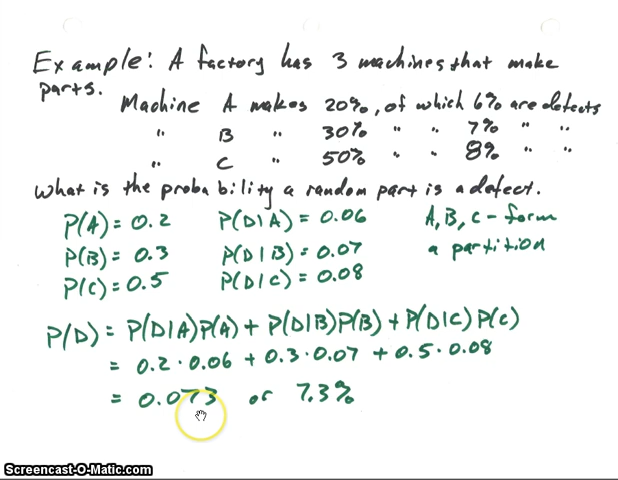 Example: A factory has 3 machines that make
parts.
Machine A makes 20%, of which 6% are defects
" B " 30% " " 7% " "
" C " 50% " " 8% " "
What is the probability a random part is a defect.
P(A) = 0.2 P(D|A) = 0.06 A, B, C - form
P(B) = 0.3 P(D|B) = 0.07 a partition
P(C) = 0.5 P(D|C) = 0.08
P(D) = P(D|A)P(A) + P(D|B)P(B) + P(D|C)P(C)
= 0.2 · 0.06 + 0.3 · 0.07 + 0.5 · 0.08
= 0.073 or 7.3%
Screencast-O-Matic.com